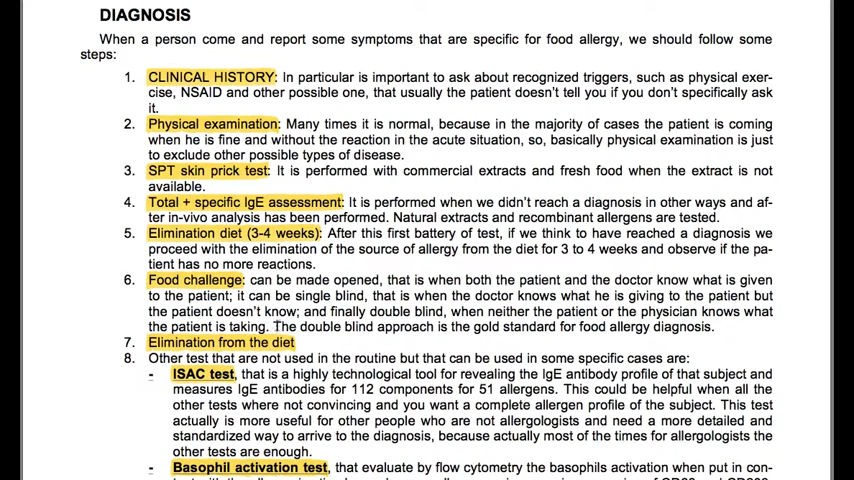 DIAGNOSIS
When a person come and report some symptoms that are specific for food allergy, we should follow some
steps:
1. CLINICAL HISTORY: In particular is important to ask about recognized triggers, such as physical exer-
cise, NSAID and other possible one, that usually the patient doesn't tell you if you don't specifically ask
it.
2. Physical examination: Many times it is normal, because in the majority of cases the patient is coming
when he is fine and without the reaction in the acute situation, so, basically physical examination is just
to exclude other possible types of disease.
3. SPT skin prick test: It is performed with commercial extracts and fresh food when the extract is not
available.
4. Total + specific IgE assessment: It is performed when we didn't reach a diagnosis in other ways and af-
ter in-vivo analysis has been performed. Natural extracts and recombinant allergens are tested.
5. Elimination diet (3-4 weeks): After this first battery of test, if we think to have reached a diagnosis we
proceed with the elimination of the source of allergy from the diet for 3 to 4 weeks and observe if the pa-
tient has no more reactions.
6. Food challenge: can be made opened, that is when both the patient and the doctor know what is given
to the patient; it can be single blind, that is when the doctor knows what he is giving to the patient but
the patient doesn't know; and finally double blind, when neither the patient or the physician knows what
the patient is taking. The double blind approach is the gold standard for food allergy diagnosis.
7. Elimination from the diet
8. Other test that are not used in the routine but that can be used in some specific cases are:
- ISAC test, that is a highly technological tool for revealing the IgE antibody profile of that subject and
measures IgE antibodies for 112 components for 51 allergens. This could be helpful when all the
other tests where not convincing and you want a complete allergen profile of the subject. This test
actually is more useful for other people who are not allergologists and need a more detailed and
standardized way to arrive to the diagnosis, because actually most of the times for allergologists the
other tests are enough.
- Basophil activation test, that evaluate by flow cytometry the basophils activation when put in con-